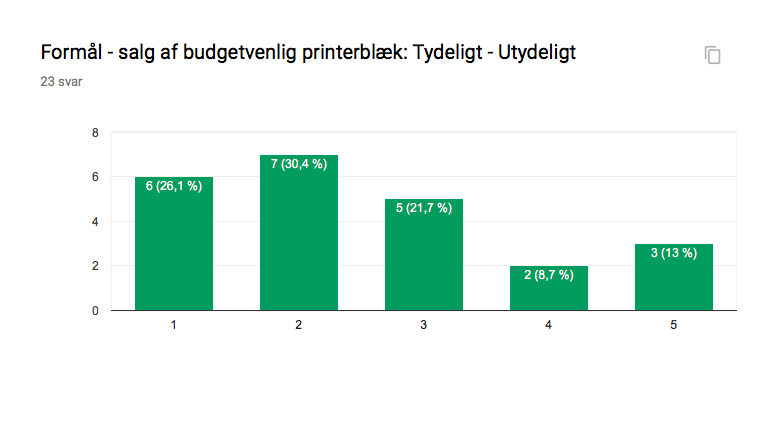 Formål - salg af budgetvenlig printerblæk: Tydeligt - Utydeligt
23 svar
8
6
4
2
0
6 (26,1 %)
7 (30,4 %)
5 (21,7 %)
2 (8,7 %)
3 (13 %)
1
2
3
4
5